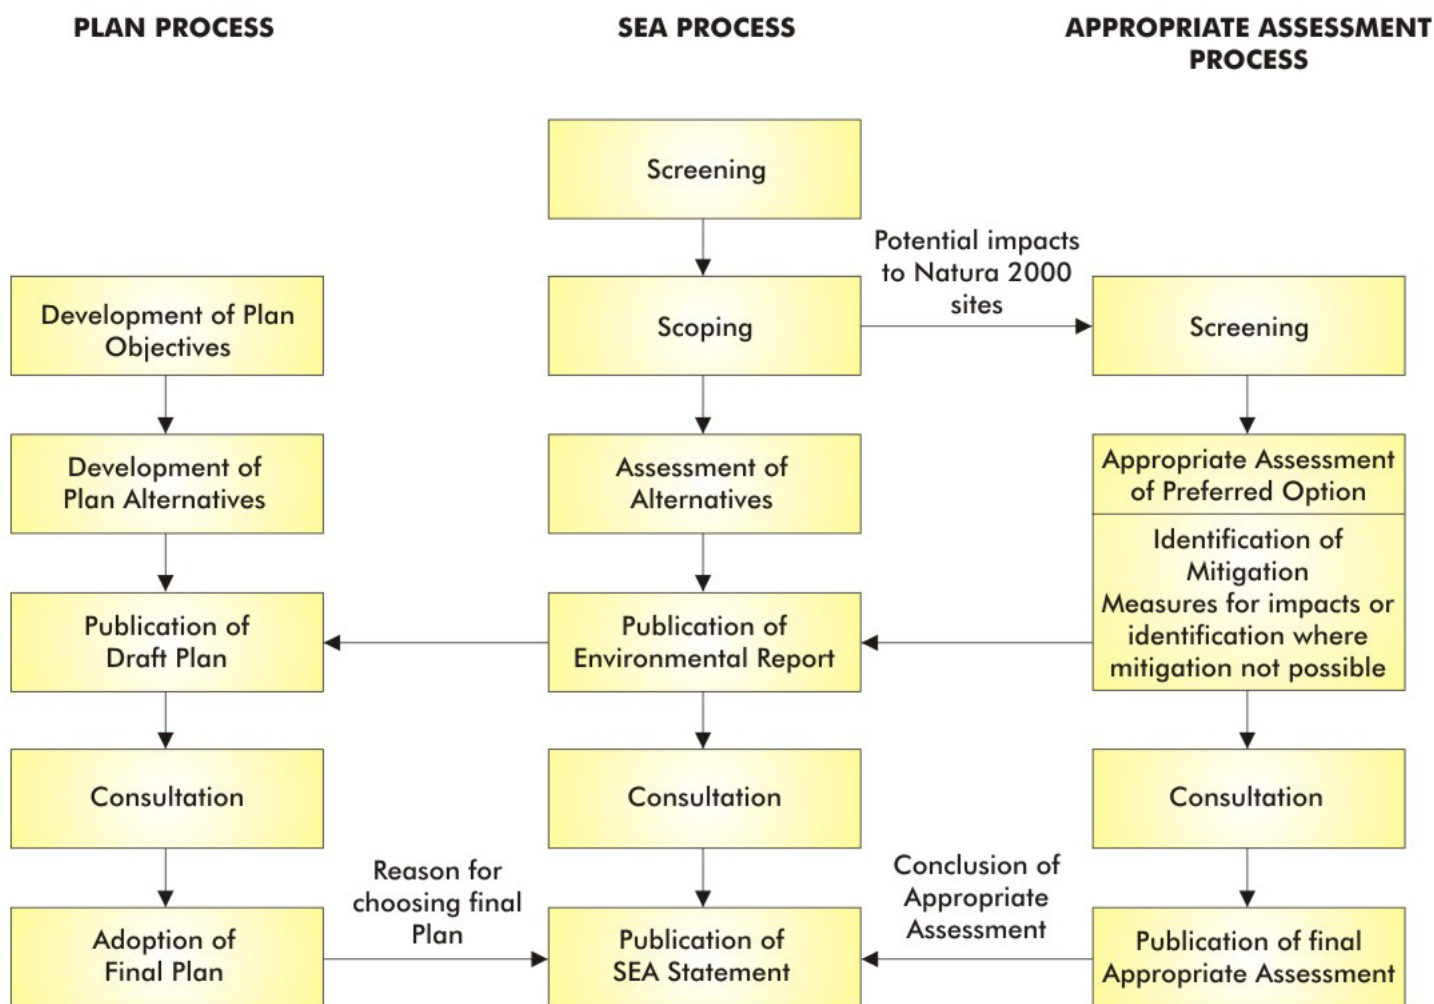 PLAN PROCESS
SEA PROCESS
APPROPRIATE ASSESSMENT
PROCESS
Screening
Potential impacts
to Natura 2000
sites
Development of Plan
Objectives
Scoping
Screening
Development of
Plan Alternatives
Assessment of
Alternatives
Appropriate Assessment
of Preferred Option
Identification of
Mitigation
Measures for impacts or
identification where
mitigation not possible
Publication of
Draft Plan
Publication of
Environmental Report
Consultation
Consultation
Consultation
Reason for
choosing final
Plan
Conclusion of
Appropriate
Assessment
Adoption of
Final Plan
Publication of
SEA Statement
Publication of final
Appropriate Assessment